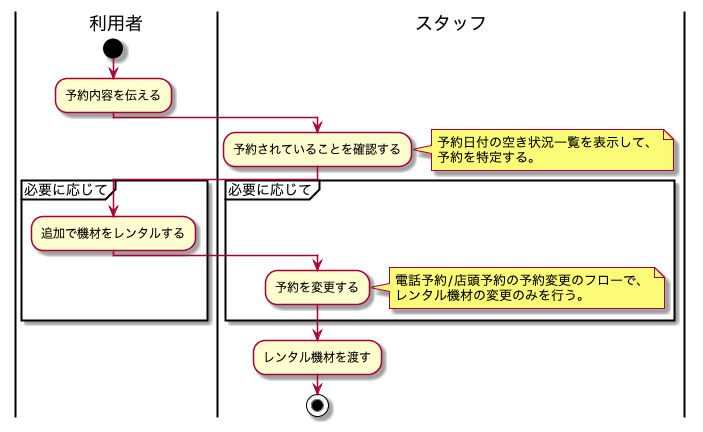 利用者
スタッフ
予約内容を伝える
予約されていることを確認する
予約日付の空き状況一覧を表示して、
予約を特定する。
必要に応じて
必要に応じて
追加で機材をレンタルする
予約を変更する
電話予約/店頭予約の予約変更のフローで、
レンタル機材の変更のみを行う。
レンタル機材を渡す